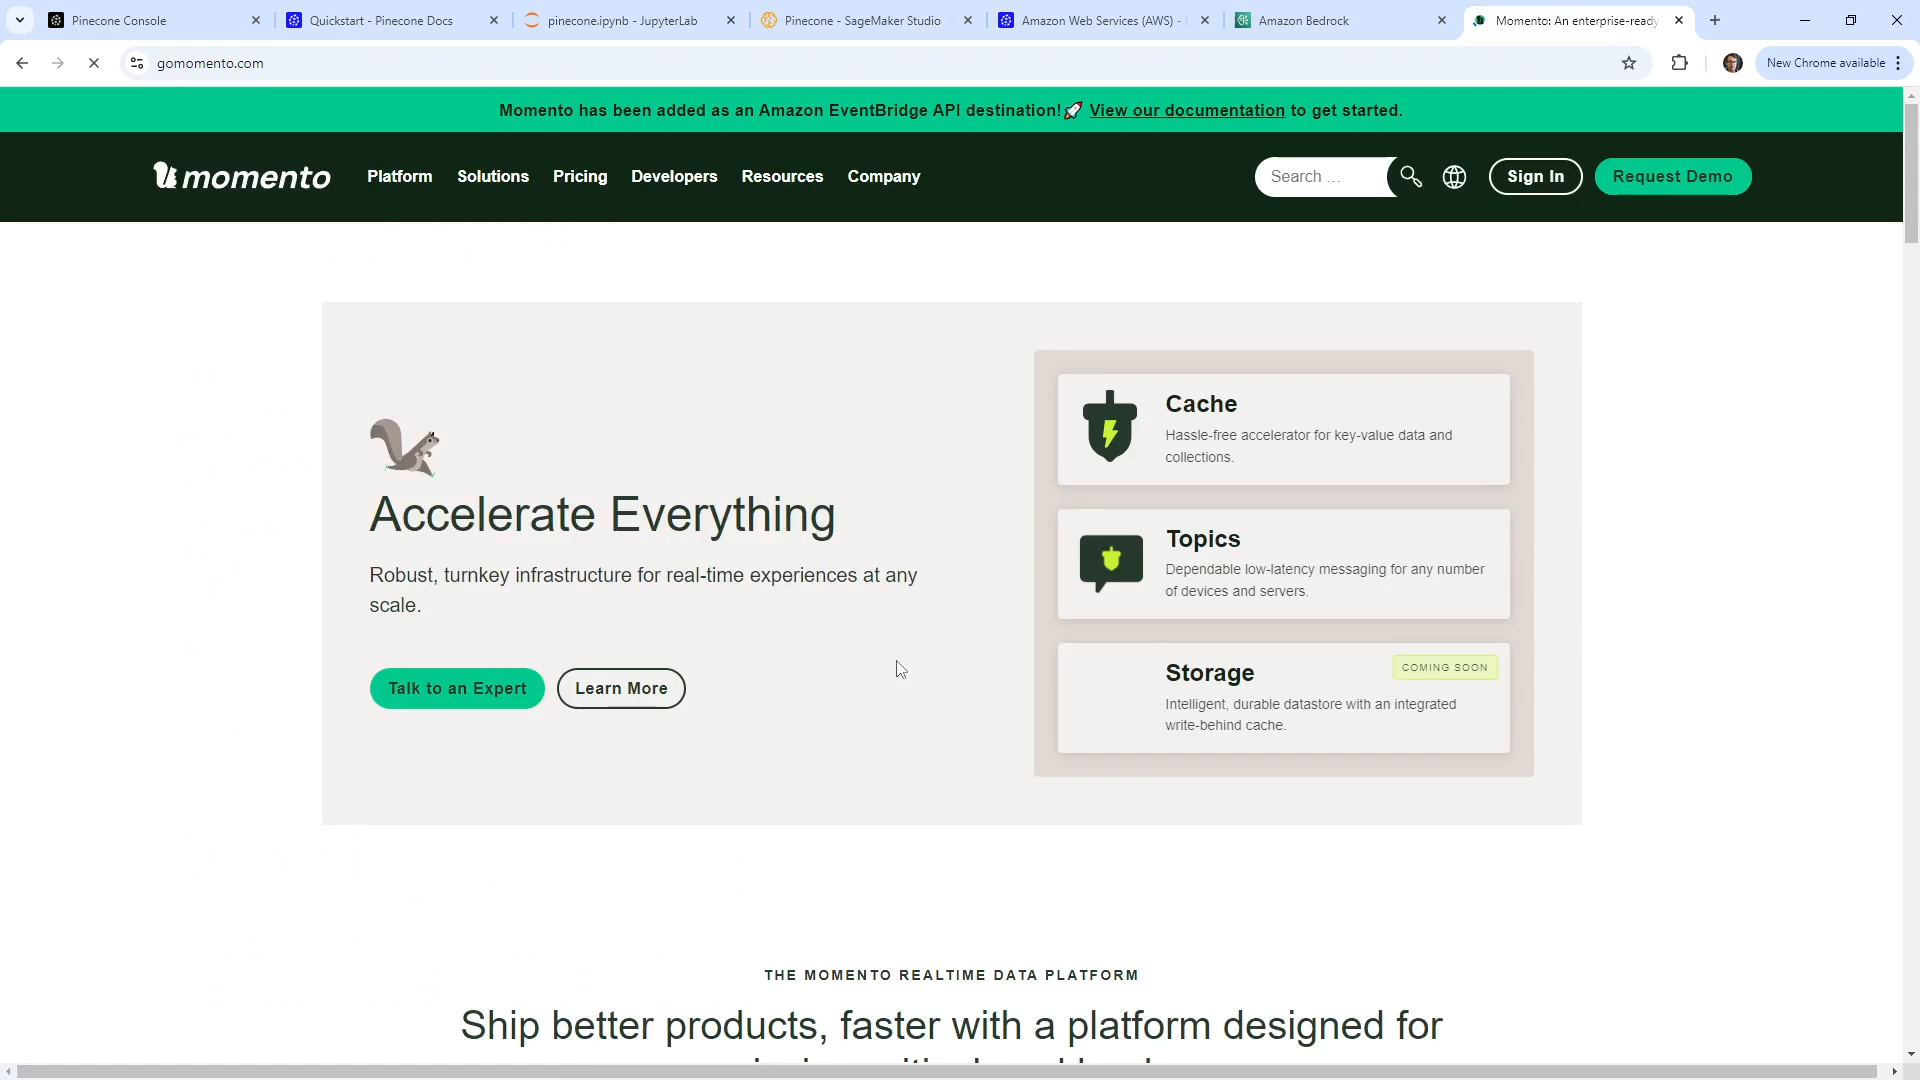 Pinecone Console
Quickstart - Pinecone Docs
pinecone.ipynb - JupyterLab
Pinecone - SageMaker Studio
Amazon Web Services (AWS) -
Amazon Bedrock
Momento: An enterprise-ready
gomomento.com
New Chrome available
Momento has been added as an Amazon EventBridge API destination!🚀 View our documentation to get started.
momento
Platform
Solutions
Pricing
Developers
Resources
Company
Search ...
Sign In
Request Demo
Accelerate Everything
Robust, turnkey infrastructure for real-time experiences at any
scale.
Talk to an Expert
Learn More
Cache
Hassle-free accelerator for key-value data and
collections.
Topics
Dependable low-latency messaging for any number
of devices and servers.
Storage
COMING SOON
Intelligent, durable datastore with an integrated
write-behind cache.
THE MOMENTO REALTIME DATA PLATFORM
Ship better products, faster with a platform designed for